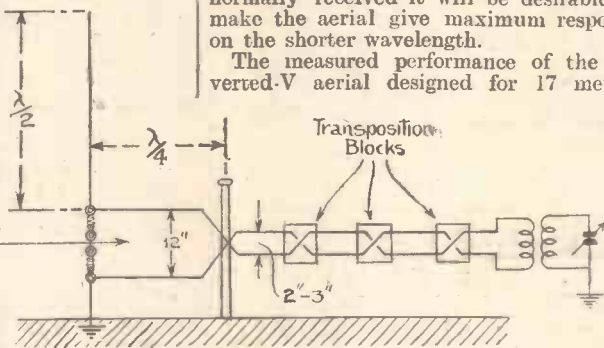 normally received it will be desirable
make the aerial give maximum respo
on the shorter wavelength.
The measured performance of the
verted-V aerial designed for 17 me
λ/2
λ/4
Transposition
Blocks
12"
2"-3"